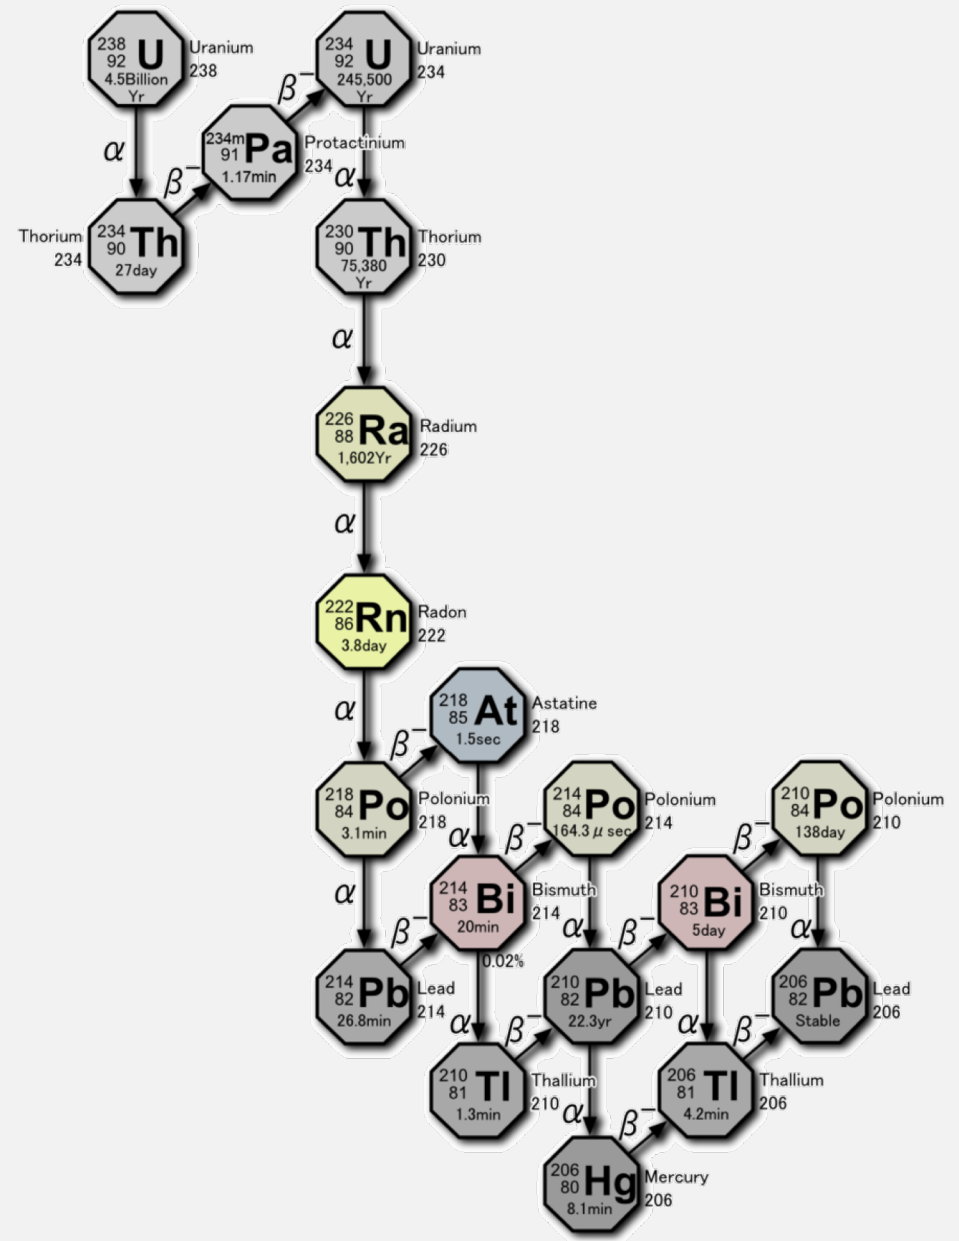 238
92 U
4.5Billion
Yr
Uranium
238
234
92 U
245,500
Yr
Uranium
234
β−
α
234m
91 Pa
1.17min
Protactinium
234
α
β−
Thorium
234
234
90 Th
27day
230
90 Th
75,380
Yr
Thorium
230
α
226
88 Ra
1,602Yr
Radium
226
α
222
86 Rn
3.8day
Radon
222
α
218
85 At
1.5sec
Astatine
218
β−
218
84 Po
3.1min
Polonium
218
α
214
84 Po
164.3 μ sec
Polonium
214
β−
210
84 Po
138day
Polonium
210
β−
α
214
83 Bi
20min
Bismuth
214
β−
α
210
83 Bi
5day
Bismuth
210
β−
α
0.02%
214
82 Pb
26.8min
Lead
214
α
210
82 Pb
22.3yr
Lead
210
β−
α
206
82 Pb
Stable
Lead
206
β−
210
81 Tl
1.3min
Thallium
210
α
206
81 Tl
4.2min
Thallium
206
β−
206
80 Hg
8.1min
Mercury
206